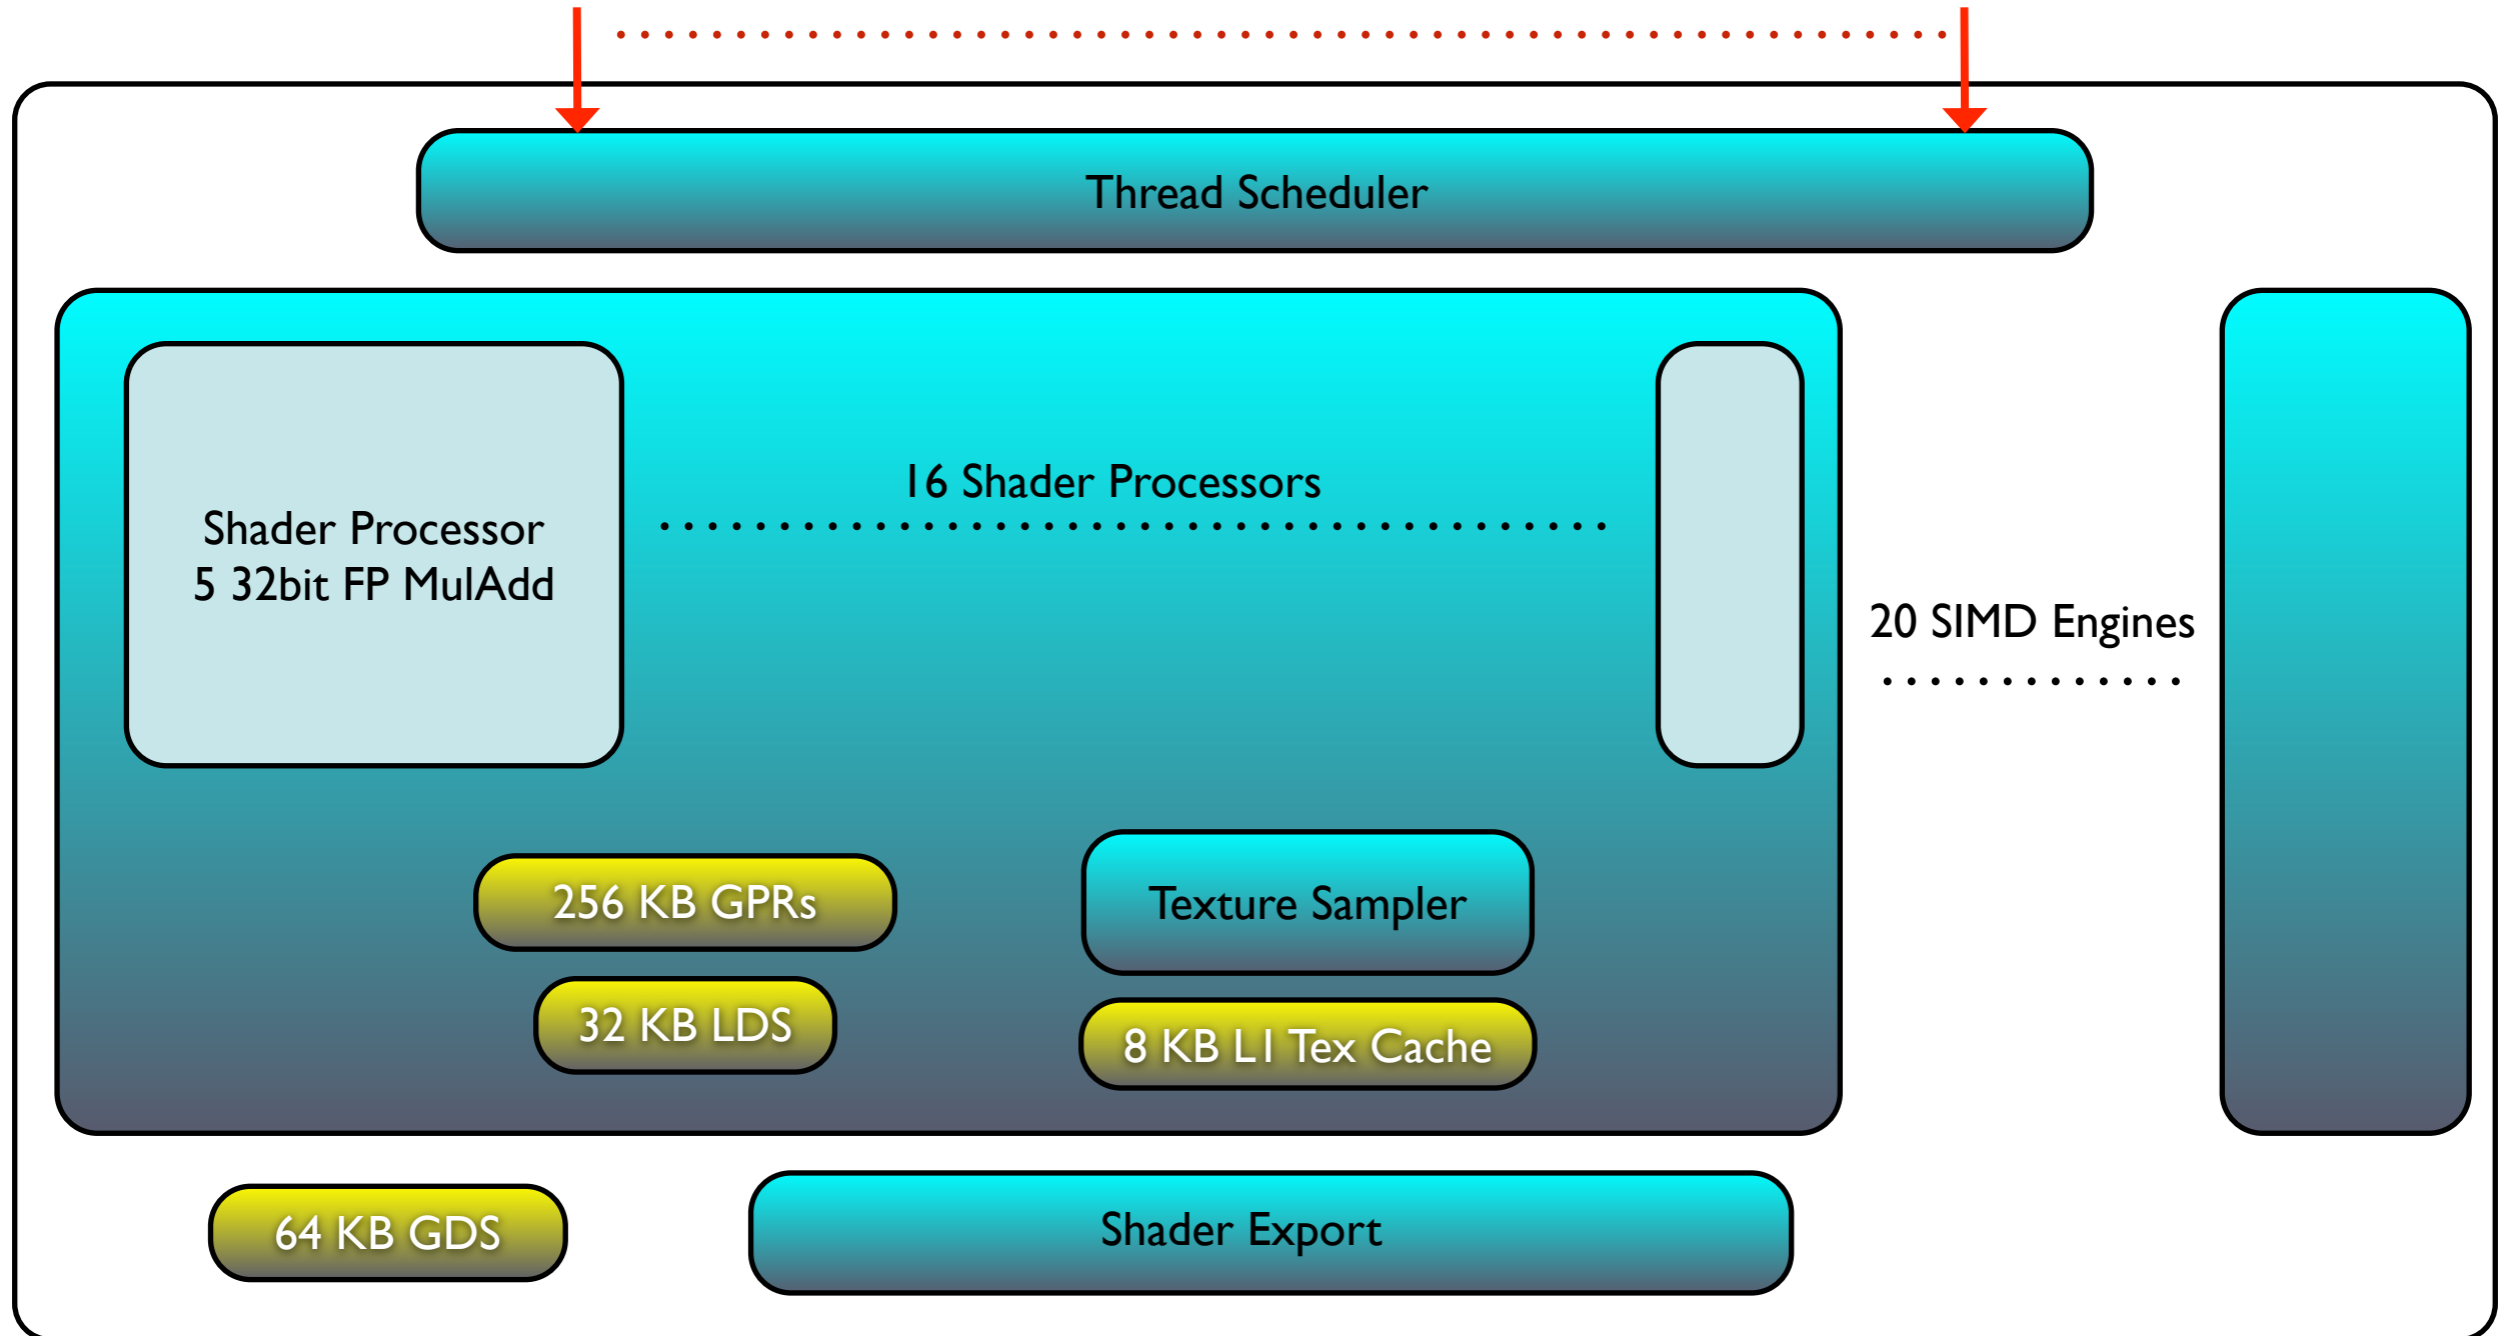 Thread Scheduler
16 Shader Processors
Shader Processor
5 32bit FP MulAdd
20 SIMD Engines
256 KB GPRs
Texture Sampler
32 KB LDS
8 KB L1 Tex Cache
64 KB GDS
Shader Export